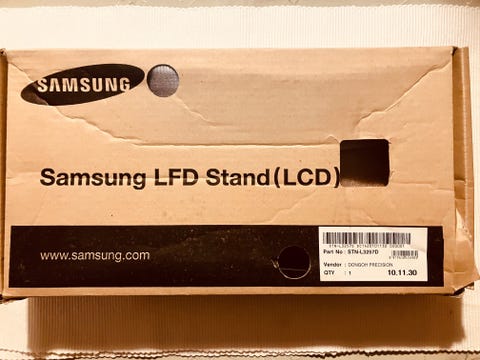 SAMSUNG
Samsung LFD Stand(LCD)
www.samsung.com
Part No : STN-L3257D
Vendor : DONGOH PRECISION
QTY : 1 10.11.30